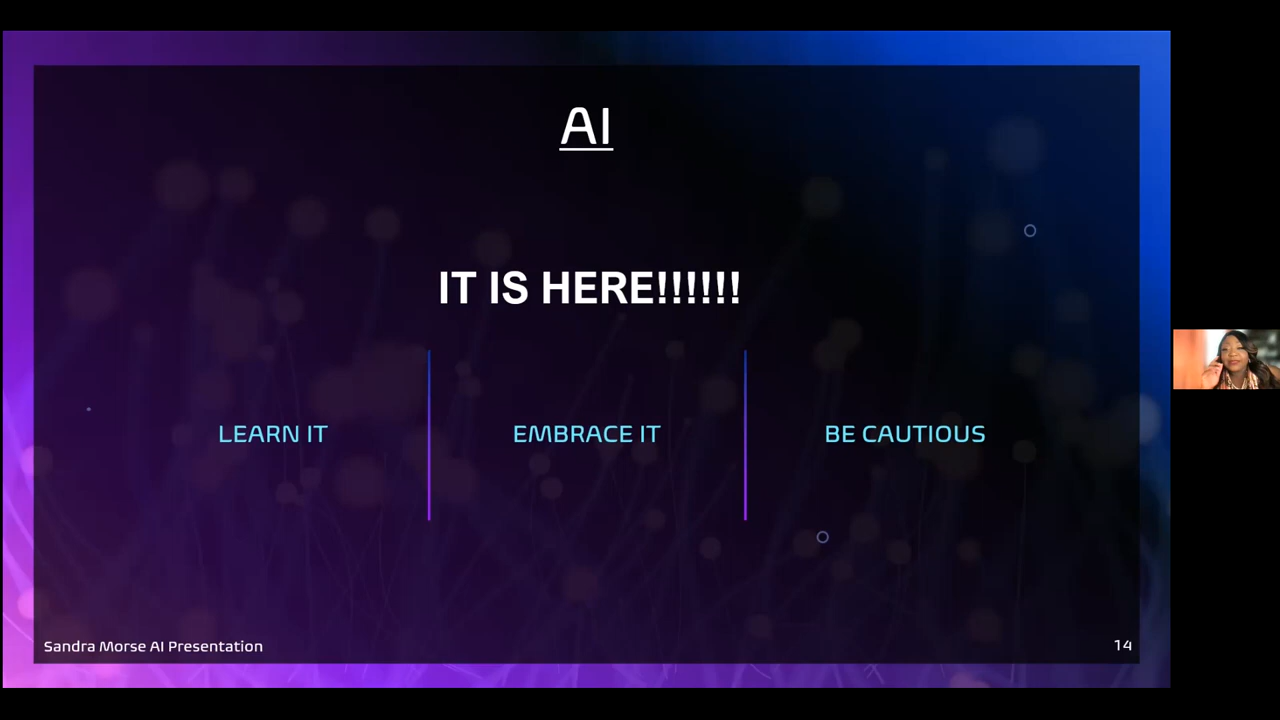 AI
IT IS HERE!!!!!!
LEARN IT
EMBRACE IT
BE CAUTIOUS
Sandra Morse AI Presentation
14